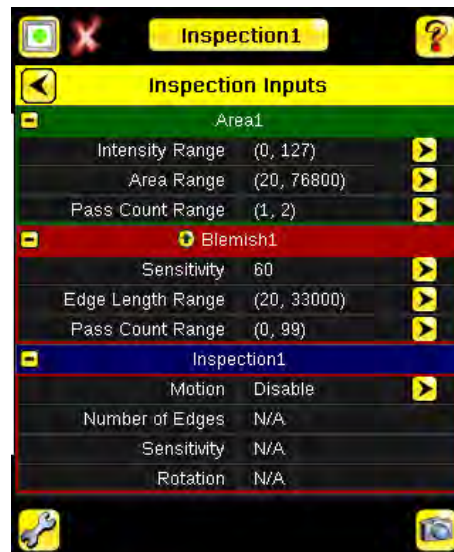 Inspection1
Inspection Inputs
Area1
Intensity Range (0, 127)
Area Range (20, 76800)
Pass Count Range (1, 2)
Blemish1
Sensitivity 60
Edge Length Range (20, 33000)
Pass Count Range (0, 99)
Inspection1
Motion Disable
Number of Edges N/A
Sensitivity N/A
Rotation N/A